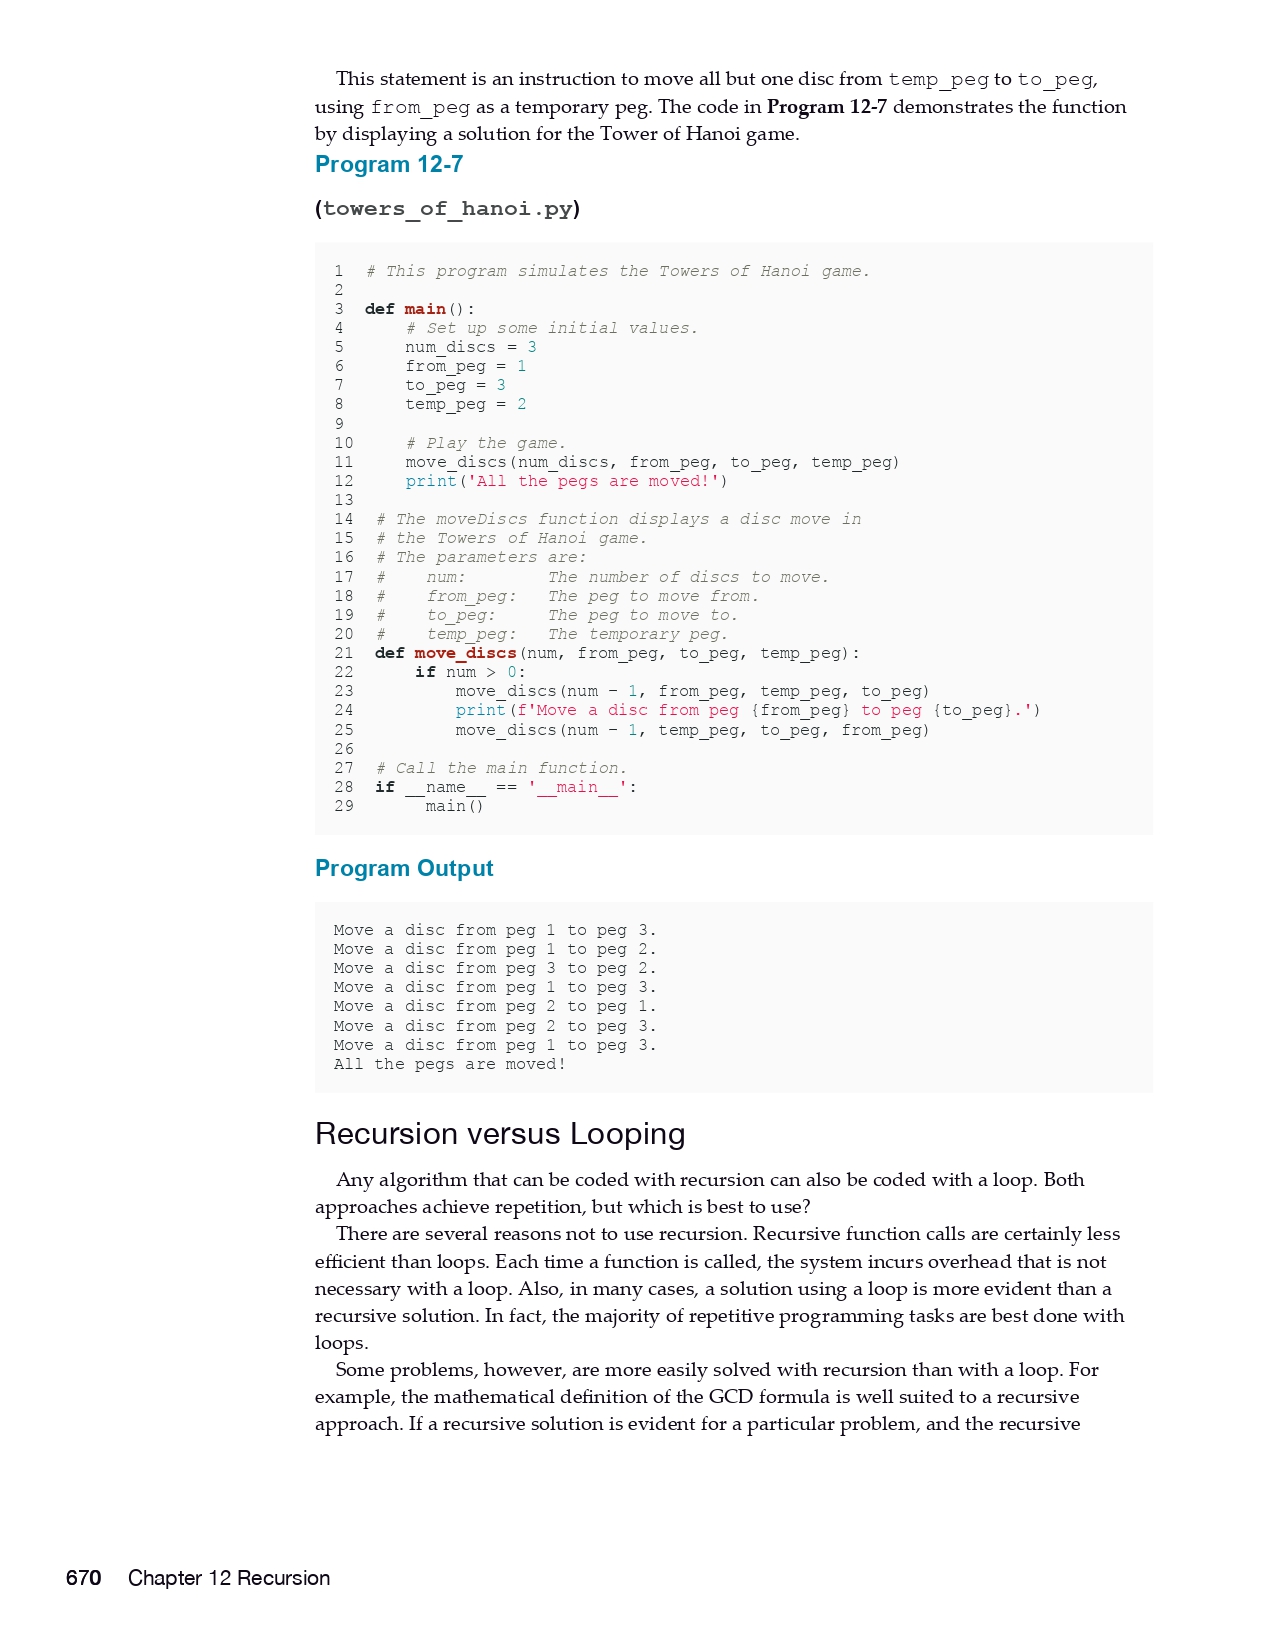 This statement is an instruction to move all but one disc from temp_peg to to_peg,
using from_peg as a temporary peg. The code in Program 12-7 demonstrates the function
by displaying a solution for the Tower of Hanoi game.
Program 12-7
(towers_of_hanoi.py)
1 # This program simulates the Towers of Hanoi game.
2
3 def main():
4     # Set up some initial values.
5     num_discs = 3
6     from_peg = 1
7     to_peg = 3
8     temp_peg = 2
9
10     # Play the game.
11     move_discs(num_discs, from_peg, to_peg, temp_peg)
12     print('All the pegs are moved!')
13
14 # The moveDiscs function displays a disc move in
15 # the Towers of Hanoi game.
16 # The parameters are:
17 #    num:        The number of discs to move.
18 #    from_peg:   The peg to move from.
19 #    to_peg:     The peg to move to.
20 #    temp_peg:   The temporary peg.
21 def move_discs(num, from_peg, to_peg, temp_peg):
22     if num > 0:
23         move_discs(num − 1, from_peg, temp_peg, to_peg)
24         print(f'Move a disc from peg {from_peg} to peg {to_peg}.')
25         move_discs(num − 1, temp_peg, to_peg, from_peg)
26
27 # Call the main function.
28 if __name__ == '__main__':
29      main()
Program Output
Move a disc from peg 1 to peg 3.
Move a disc from peg 1 to peg 2.
Move a disc from peg 3 to peg 2.
Move a disc from peg 1 to peg 3.
Move a disc from peg 2 to peg 1.
Move a disc from peg 2 to peg 3.
Move a disc from peg 1 to peg 3.
All the pegs are moved!
Recursion versus Looping
Any algorithm that can be coded with recursion can also be coded with a loop. Both
approaches achieve repetition, but which is best to use?
There are several reasons not to use recursion. Recursive function calls are certainly less
efficient than loops. Each time a function is called, the system incurs overhead that is not
necessary with a loop. Also, in many cases, a solution using a loop is more evident than a
recursive solution. In fact, the majority of repetitive programming tasks are best done with
loops.
Some problems, however, are more easily solved with recursion than with a loop. For
example, the mathematical definition of the GCD formula is well suited to a recursive
approach. If a recursive solution is evident for a particular problem, and the recursive
670 Chapter 12 Recursion